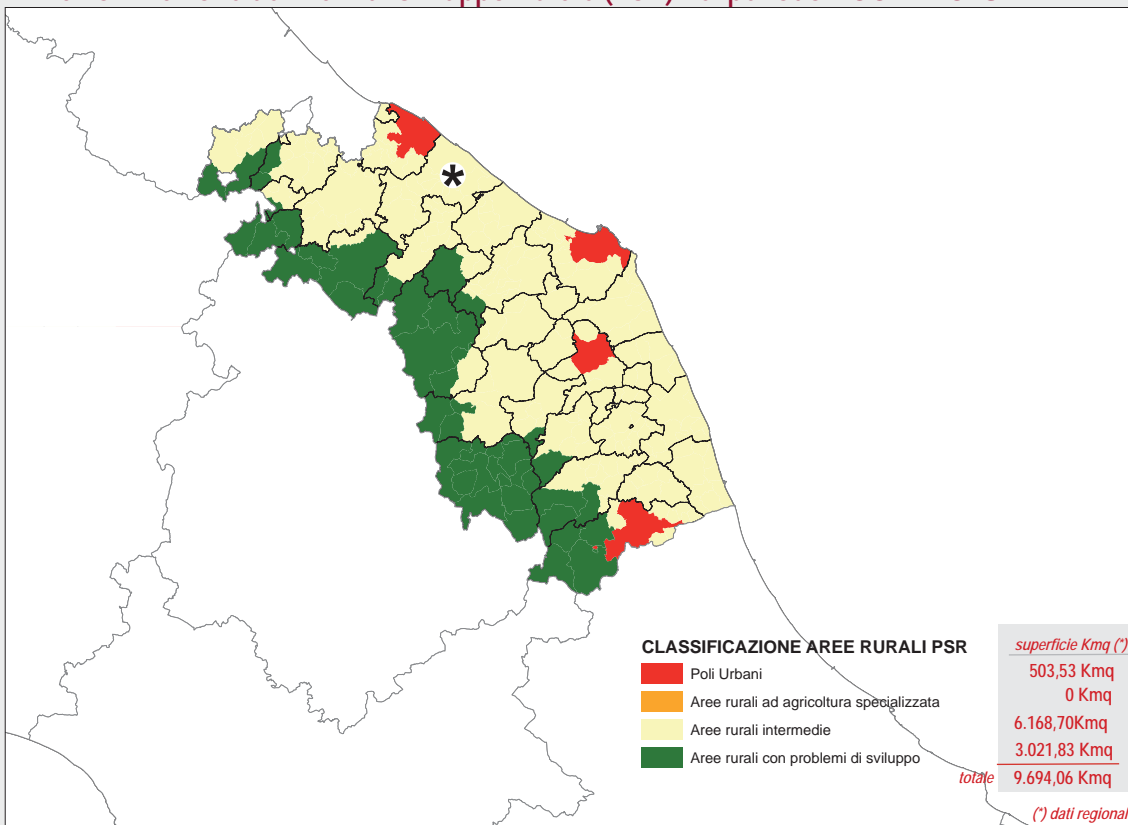 CLASSIFICAZIONE AREE RURALI PSR
superficie Kmq (*)
Poli Urbani
503,53 Kmq
Aree rurali ad agricoltura specializzata
0 Kmq
Aree rurali intermedie
6.168,70Kmq
Aree rurali con problemi di sviluppo
3.021,83 Kmq
totale 9.694,06 Kmq
(*) dati regional